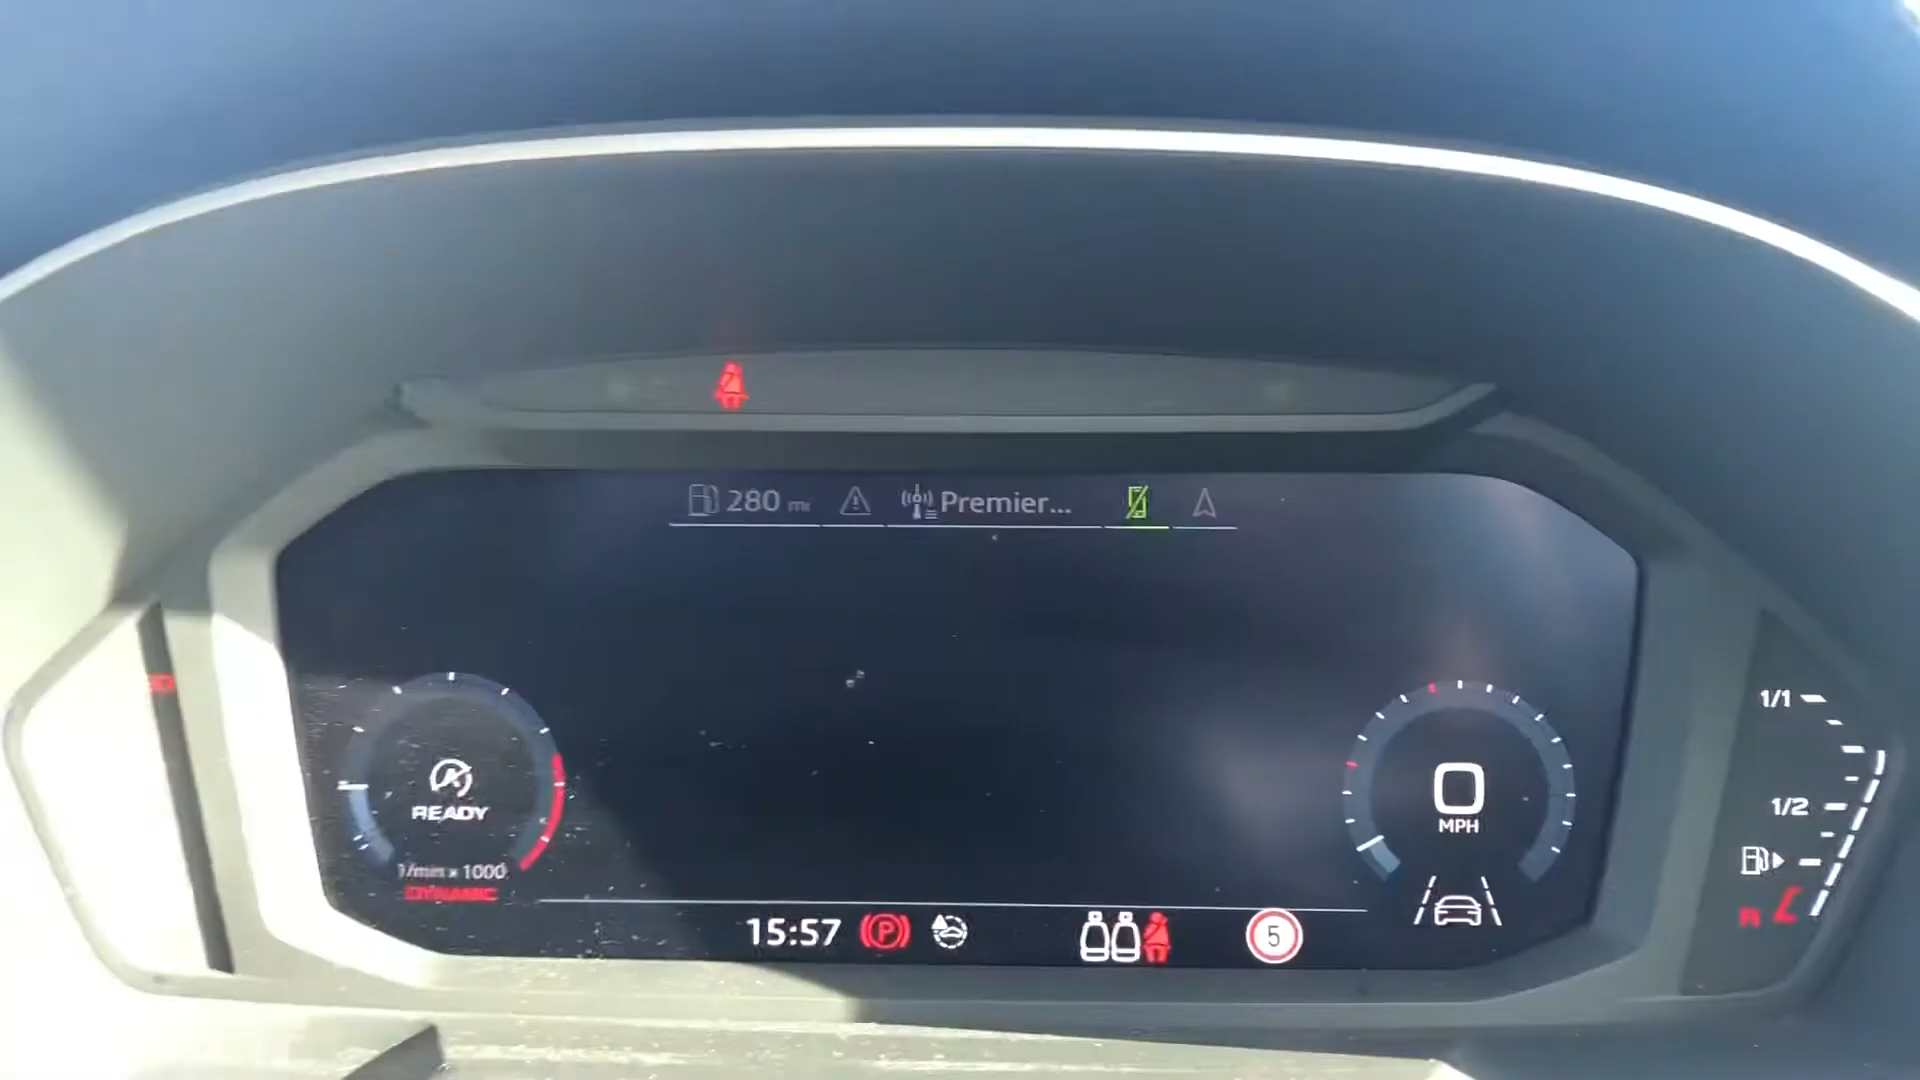 280 mi
Premier...
READY
1/min x 1000
DYNAMIC
0
MPH
1/1
1/2
R
15:57
P
5